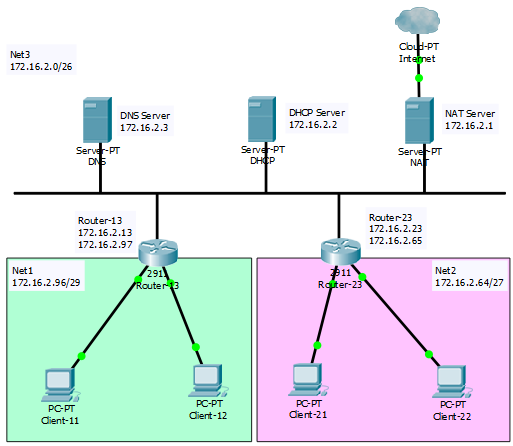 Cloud-PT
Internet
Net3
172.16.2.0/26
DNS Server
172.16.2.3
DHCP Server
172.16.2.2
NAT Server
172.16.2.1
Server-PT
DNS
Server-PT
DHCP
Server-PT
NAT
Router-13
172.16.2.13
172.16.2.97
Router-23
172.16.2.23
172.16.2.65
2911
Router-13
2911
Router-23
Net1
172.16.2.96/29
Net2
172.16.2.64/27
PC-PT
Client-11
PC-PT
Client-12
PC-PT
Client-21
PC-PT
Client-22